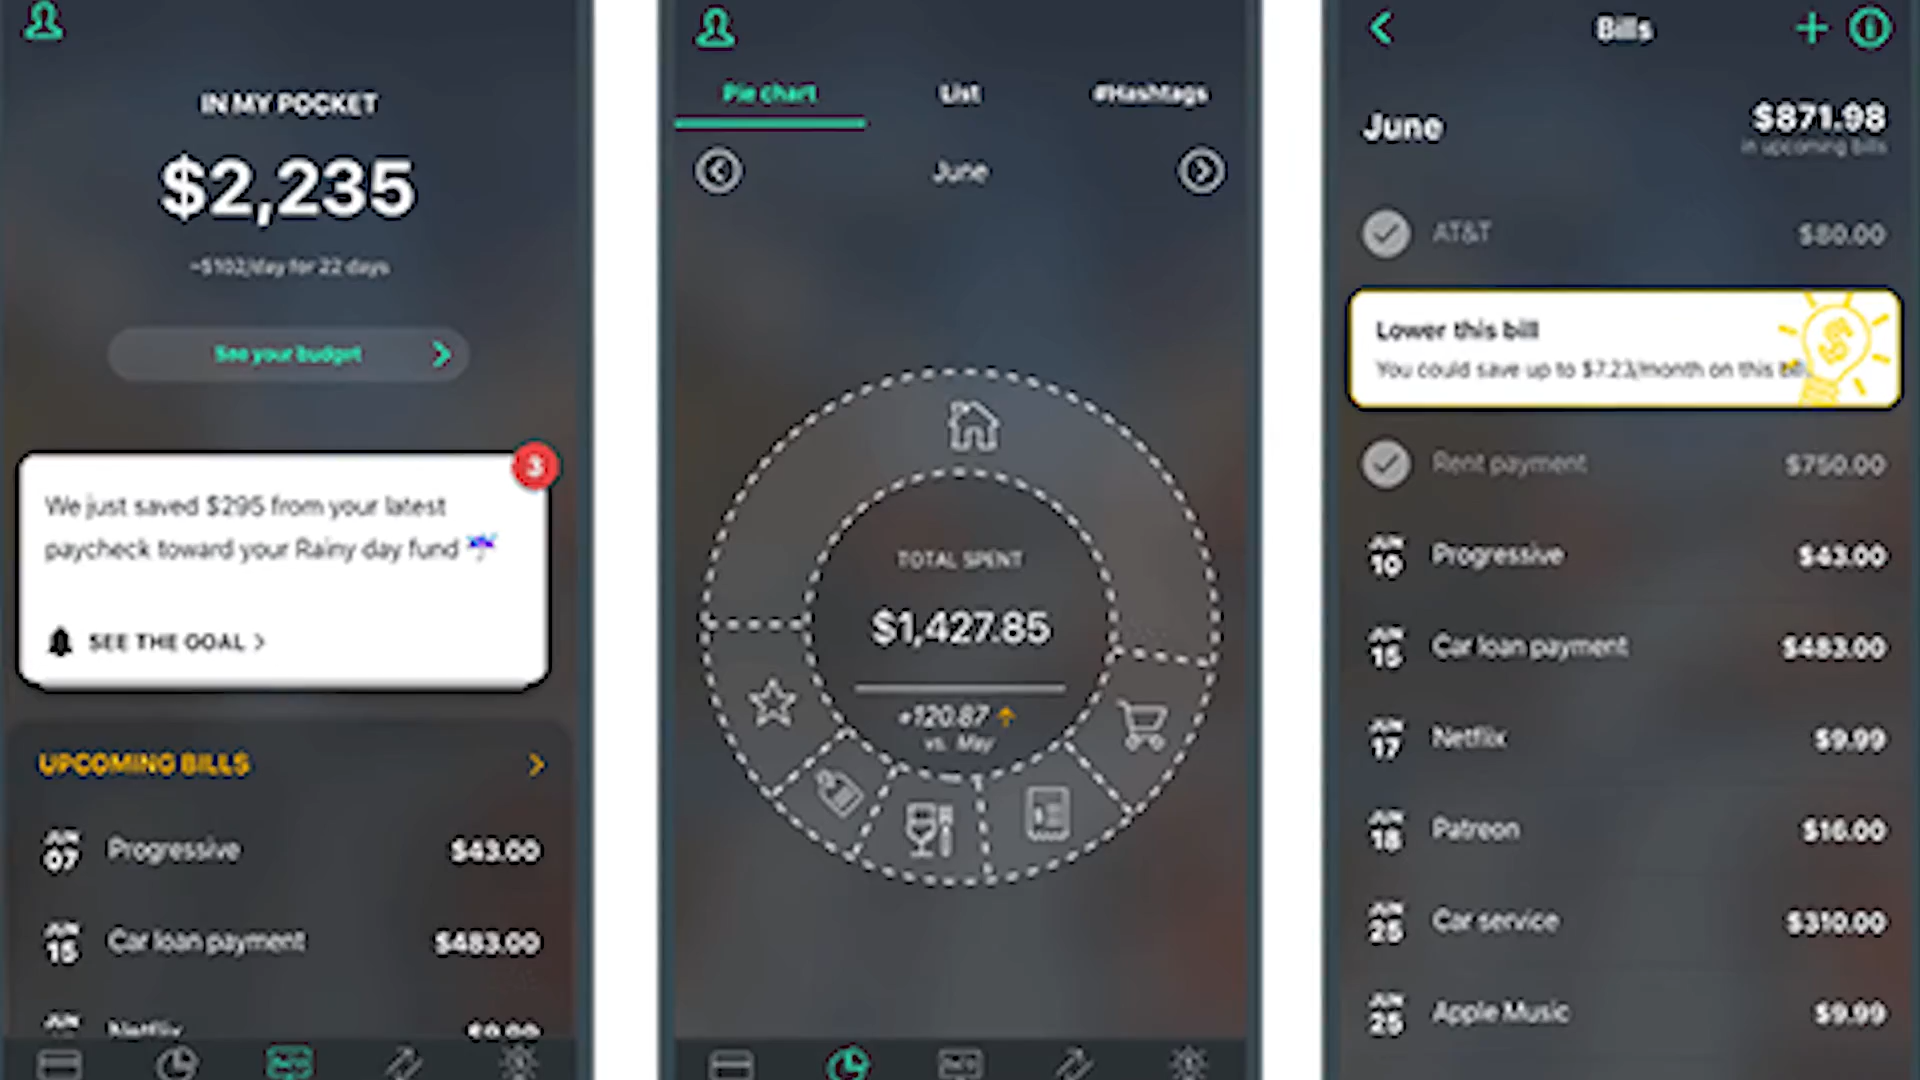 IN MY POCKET
$2,235
~$102/day for 22 days
See your budget
3
We just saved $295 from your latest
paycheck toward your Rainy day fund
SEE THE GOAL
UPCOMING BILLS
JUN 07 Progressive $43.00
JUN 15 Car loan payment $483.00
JUN Netflix $9.99
Pie chart List #Hashtags
June
TOTAL SPENT
$1,427.85
+120.87
vs. May
Bills
June $871.98
in upcoming bills
AT&T $80.00
Lower this bill
You could save up to $7.23/month on this bill
Rent payment $750.00
JUN 10 Progressive $43.00
JUN 15 Car loan payment $483.00
JUN 17 Netflix $9.99
JUN 18 Patreon $16.00
JUN 25 Car service $310.00
JUN 25 Apple Music $9.99